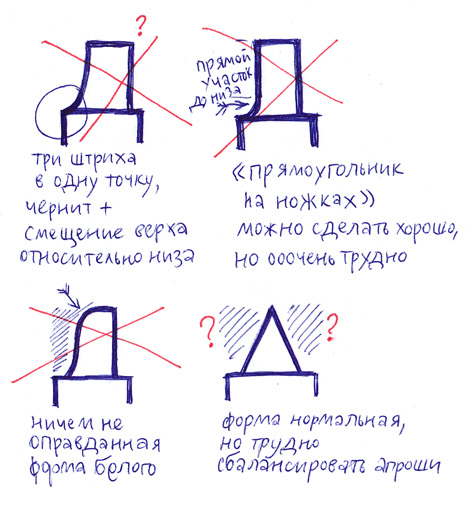 ?
три штриха
в одну точку,
чернит +
смещение верха
относительно низа
прямой
участок
до низа
«прямоугольник
на ножках»
можно сделать хорошо,
но ооочень трудно
ничем не
оправданная
форма белого
? ?
форма нормальная,
но трудно
сбалансировать апроши